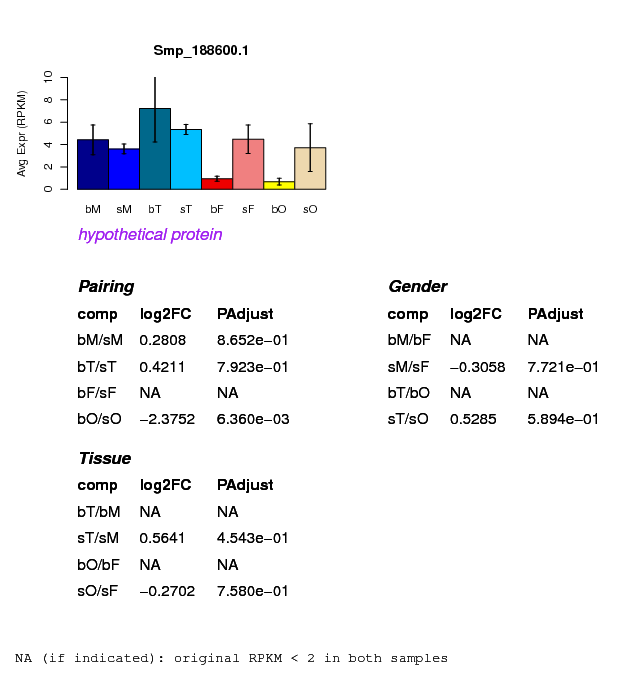 Smp_188600.1
Avg Expr (RPKM)
0 2 4 6 8 10
bM sM bT sT bF sF bO sO
hypothetical protein
Pairing
comp log2FC PAdjust
bM/sM 0.2808 8.652e−01
bT/sT 0.4211 7.923e−01
bF/sF NA NA
bO/sO −2.3752 6.360e−03
Gender
comp log2FC PAdjust
bM/bF NA NA
sM/sF −0.3058 7.721e−01
bT/bO NA NA
sT/sO 0.5285 5.894e−01
Tissue
comp log2FC PAdjust
bT/bM NA NA
sT/sM 0.5641 4.543e−01
bO/bF NA NA
sO/sF −0.2702 7.580e−01
NA (if indicated): original RPKM < 2 in both samples